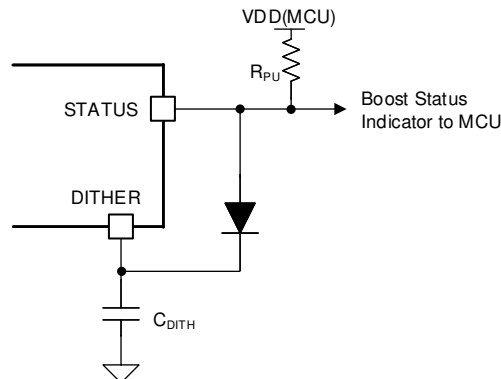 VDD(MCU)
RPU
Boost Status
Indicator to MCU
STATUS
DITHER
CDITH